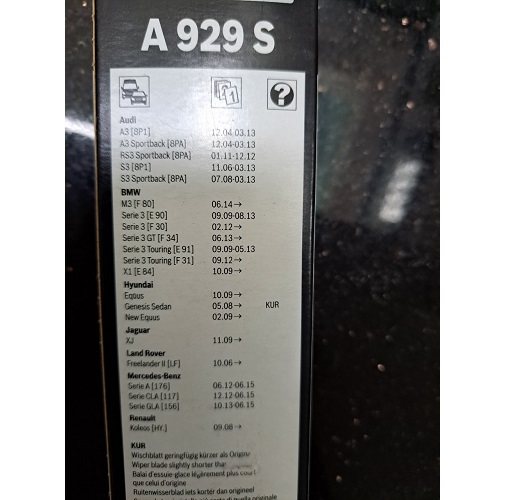 A 929 S
Audi
A3 [8P1] 12.04-03.13
A3 Sportback [8PA] 12.04-03.13
RS3 Sportback [8PA] 01.11-12.12
S3 [8P1] 11.06-03.13
S3 Sportback [8PA] 07.08-03.13
BMW
M3 [F 80] 06.14→
Serie 3 [E 90] 09.09-08.13
Serie 3 [F 30] 02.12→
Serie 3 GT [F 34] 06.13→
Serie 3 Touring [E 91] 09.09-05.13
Serie 3 Touring [F 31] 09.12→
X1 [E 84] 10.09→
Hyundai
Equus 10.09→
Genesis Sedan 05.08→ KUR
New Equus 02.09→
Jaguar
XJ 11.09→
Land Rover
Freelander II [LF] 10.06→
Mercedes-Benz
Serie A [176] 06.12-06.15
Serie CLA [117] 12.12-06.15
Serie GLA [156] 10.13-06.15
Renault
Koleos [HY.] 09.08→
KUR
Wischblatt geringfügig kürzer als Origin
Wiper blade slightly shorter tha
Balai d'essuie-glace légèrement plus court
que celui d'origine
Ruitenwisserblad iets korter dan origineel